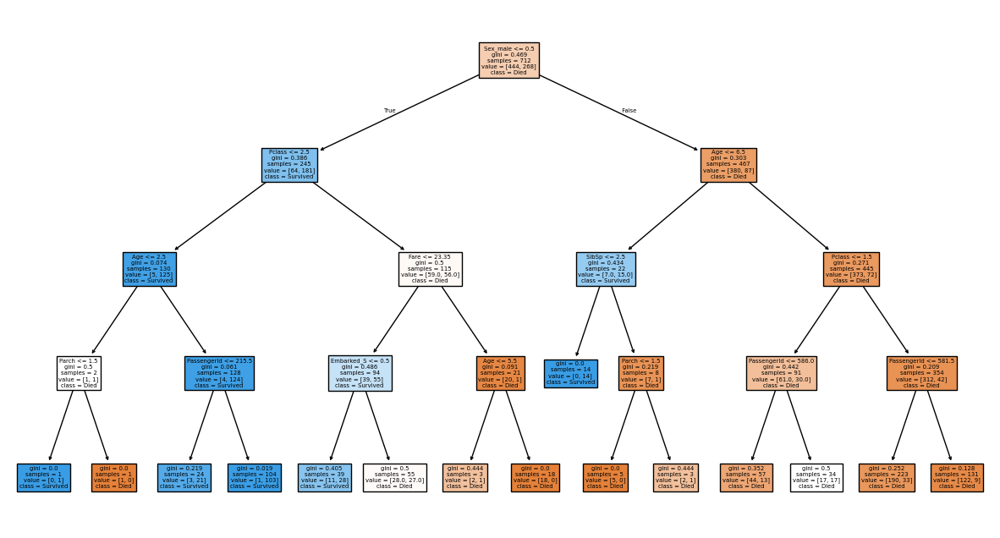 Sex_male <= 0.5
gini = 0.469
samples = 712
value = [444, 268]
class = Died
True
False
Pclass <= 2.5
gini = 0.386
samples = 245
value = [64, 181]
class = Survived
Age <= 6.5
gini = 0.303
samples = 467
value = [380, 87]
class = Died
Age <= 2.5
gini = 0.074
samples = 130
value = [5, 125]
class = Survived
Fare <= 23.35
gini = 0.5
samples = 115
value = [59.0, 56.0]
class = Died
SibSp <= 2.5
gini = 0.434
samples = 22
value = [7.0, 15.0]
class = Survived
Pclass <= 1.5
gini = 0.271
samples = 445
value = [373, 72]
class = Died
Parch <= 1.5
gini = 0.5
samples = 2
value = [1, 1]
class = Died
PassengerId <= 215.5
gini = 0.061
samples = 128
value = [4, 124]
class = Survived
Embarked_S <= 0.5
gini = 0.486
samples = 94
value = [39, 55]
class = Survived
Age <= 5.5
gini = 0.091
samples = 21
value = [20, 1]
class = Died
gini = 0.0
samples = 14
value = [0, 14]
class = Survived
Parch <= 1.5
gini = 0.219
samples = 8
value = [7, 1]
class = Died
PassengerId <= 586.0
gini = 0.442
samples = 91
value = [61.0, 30.0]
class = Died
PassengerId <= 581.5
gini = 0.209
samples = 354
value = [312, 42]
class = Died
gini = 0.0
samples = 1
value = [0, 1]
class = Survived
gini = 0.0
samples = 1
value = [1, 0]
class = Died
gini = 0.219
samples = 24
value = [3, 21]
class = Survived
gini = 0.019
samples = 104
value = [1, 103]
class = Survived
gini = 0.405
samples = 39
value = [11, 28]
class = Survived
gini = 0.5
samples = 55
value = [28.0, 27.0]
class = Died
gini = 0.444
samples = 3
value = [2, 1]
class = Died
gini = 0.0
samples = 18
value = [18, 0]
class = Died
gini = 0.0
samples = 5
value = [5, 0]
class = Died
gini = 0.444
samples = 3
value = [2, 1]
class = Died
gini = 0.352
samples = 57
value = [44, 13]
class = Died
gini = 0.5
samples = 34
value = [17, 17]
class = Died
gini = 0.252
samples = 223
value = [190, 33]
class = Died
gini = 0.128
samples = 131
value = [122, 9]
class = Died